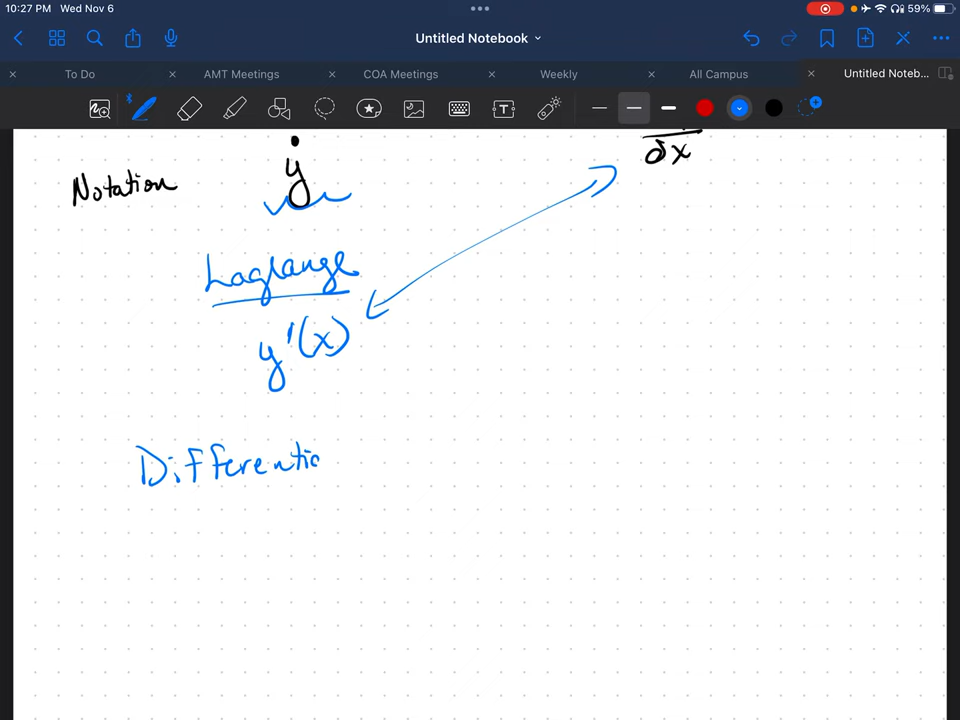 10:27 PM Wed Nov 6
59%
Untitled Notebook
To Do
AMT Meetings
COA Meetings
Weekly
All Campus
Untitled Noteb...
T
Notation
ẏ
∂x
Lagrange
y'(x)
Differentia